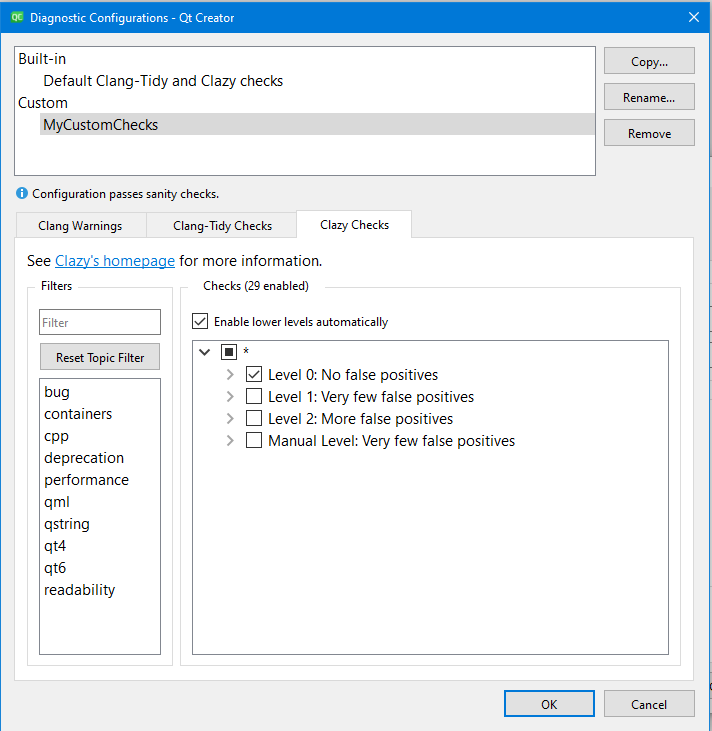 QC Diagnostic Configurations - Qt Creator
Built-in
Default Clang-Tidy and Clazy checks
Custom
MyCustomChecks
Copy...
Rename...
Remove
Configuration passes sanity checks.
Clang Warnings
Clang-Tidy Checks
Clazy Checks
See Clazy's homepage for more information.
Filters
Filter
Reset Topic Filter
bug
containers
cpp
deprecation
performance
qml
qstring
qt4
qt6
readability
Checks (29 enabled)
Enable lower levels automatically
*
Level 0: No false positives
Level 1: Very few false positives
Level 2: More false positives
Manual Level: Very few false positives
OK
Cancel